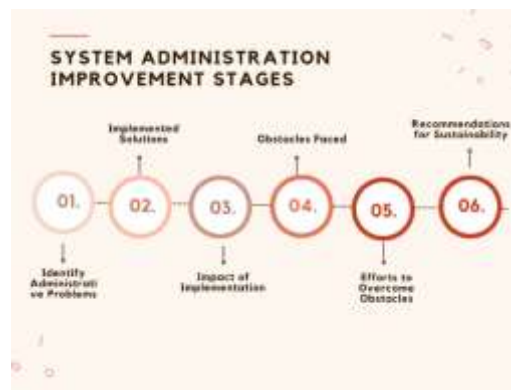 SYSTEM ADMINISTRATION
IMPROVEMENT STAGES
Implemented
Solutions
Obstacles Faced
Recommendations
for Sustainability
01.
02.
03.
04.
05.
06.
Identify
Administrati
ve Problems
Impact of
Implementation
Efforts to
Overcome
Obstacles